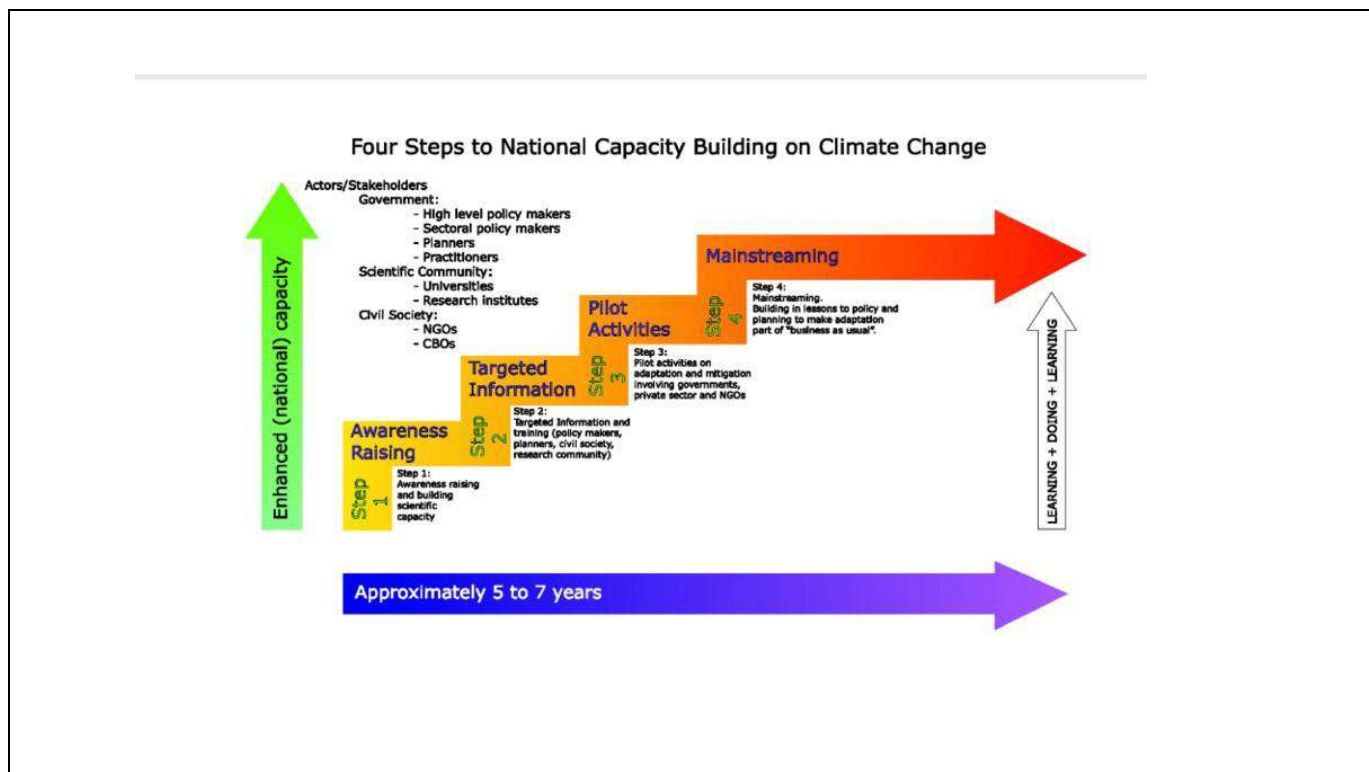 Four Steps to National Capacity Building on Climate Change
Actors/Stakeholders
Government:
- High level policy makers
- Sectoral policy makers
- Planners
- Practitioners
Scientific Community:
- Universities
- Research institutes
Civil Society:
- NGOs
- CBOs
Enhanced (national) capacity
Awareness
Raising
Step
1
Step 1:
Awareness raising
and building
scientific
capacity
Targeted
Information
Step
2
Step 2:
Targeted Information and
training (policy makers,
planners, civil society,
research community)
Pilot
Activities
Step
3
Step 3:
Pilot activities on
adaptation and mitigation
involving governments,
private sector and NGOs
Mainstreaming
Step
4
Step 4:
Mainstreaming.
Building in lessons to policy and
planning to make adaptation
part of "business as usual".
LEARNING + DOING + LEARNING
Approximately 5 to 7 years